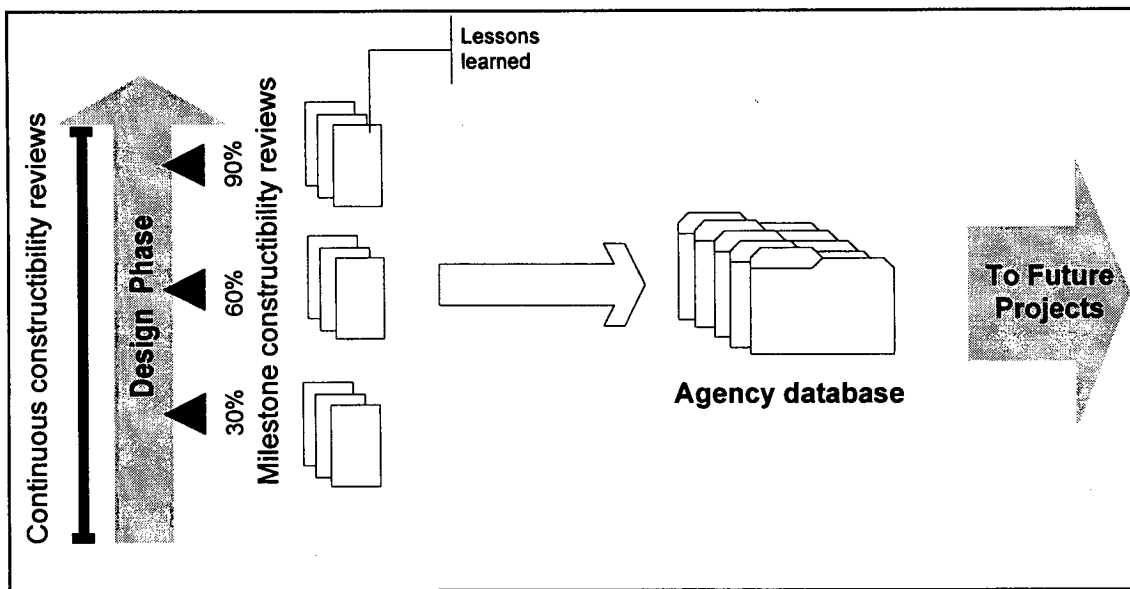 Lessons
learned
Continuous constructibility reviews
Design Phase
90%
60%
30%
Milestone constructibility reviews
Agency database
To Future
Projects